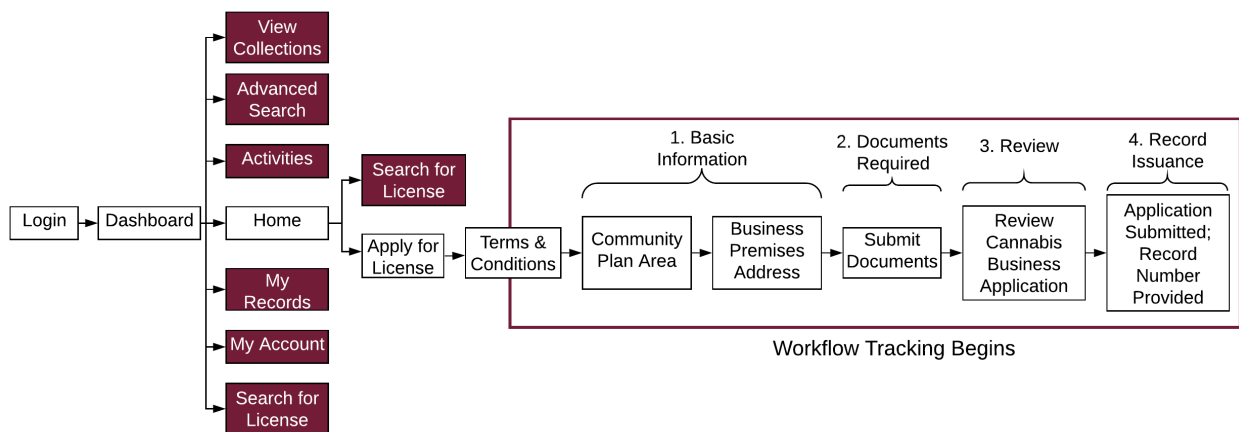 Login
Dashboard
View
Collections
Advanced
Search
Activities
Home
My
Records
My Account
Search for
License
Search for
License
Apply for
License
Terms &
Conditions
1. Basic
Information
Community
Plan Area
Business
Premises
Address
2. Documents
Required
Submit
Documents
3. Review
Review
Cannabis
Business
Application
4. Record
Issuance
Application
Submitted;
Record
Number
Provided
Workflow Tracking Begins